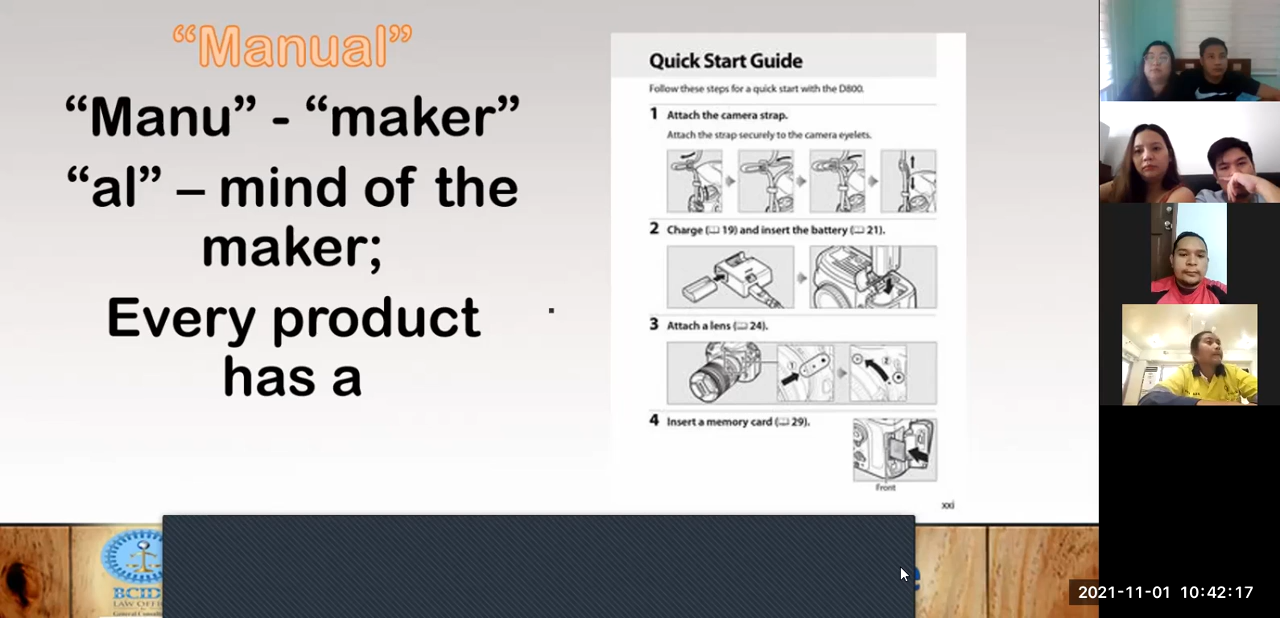 “Manual”
“Manu” - “maker”
“al” – mind of the
maker;
Every product
has a
Quick Start Guide
Follow these steps for a quick start with the D800.
1 Attach the camera strap.
Attach the strap securely to the camera eyelets.
2 Charge (📖 19) and insert the battery (📖 21).
3 Attach a lens (📖 24).
4 Insert a memory card (📖 29).
Front
xxi
BCID
LAW OFFI
2021-11-01 10:42:17